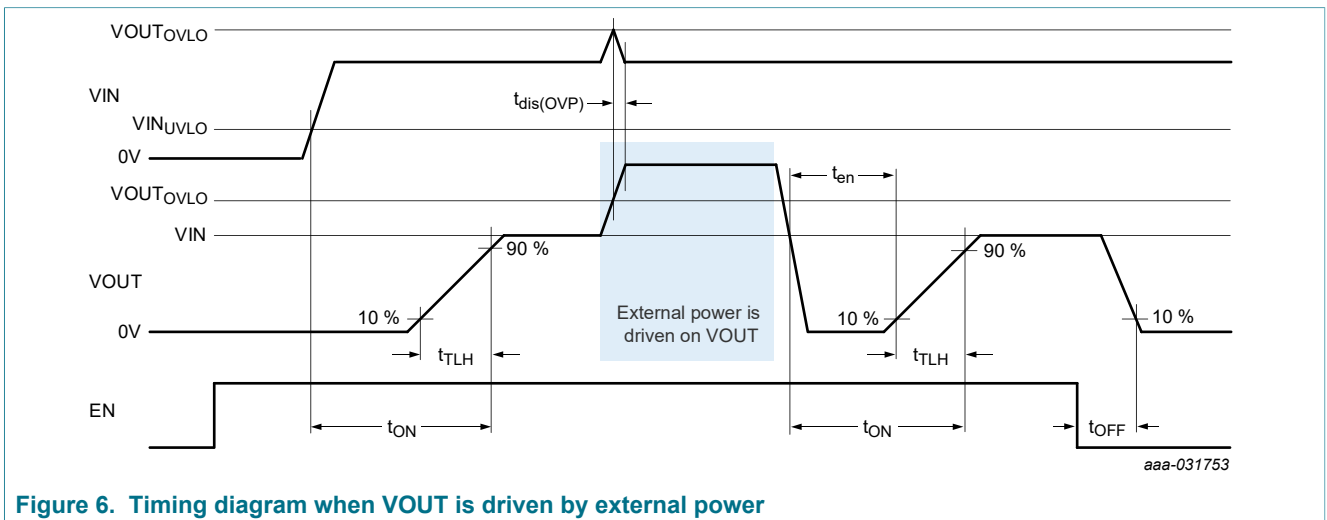 VOUTOVLO
VIN
tdis(OVP)
VINUVLO
0V
ten
VOUTOVLO
VIN
90 %
90 %
VOUT
External power is
driven on VOUT
10 %
10 %
10 %
0V
tTLH
tTLH
EN
tON
tON
tOFF
aaa-031753
Figure 6. Timing diagram when VOUT is driven by external power